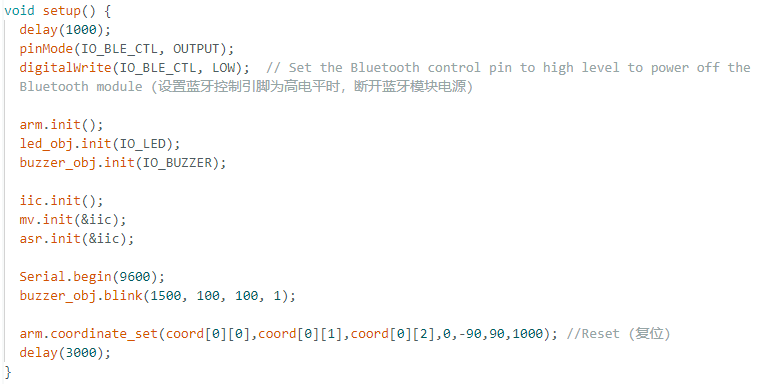 void setup() {
  delay(1000);
  pinMode(IO_BLE_CTL, OUTPUT);
  digitalWrite(IO_BLE_CTL, LOW);  // Set the Bluetooth control pin to high level to power off the
  Bluetooth module (设置蓝牙控制引脚为高电平时，断开蓝牙模块电源)

  arm.init();
  led_obj.init(IO_LED);
  buzzer_obj.init(IO_BUZZER);

  iic.init();
  mv.init(&iic);
  asr.init(&iic);

  Serial.begin(9600);
  buzzer_obj.blink(1500, 100, 100, 1);

  arm.coordinate_set(coord[0][0],coord[0][1],coord[0][2],0,-90,90,1000); //Reset (复位)
  delay(3000);
}